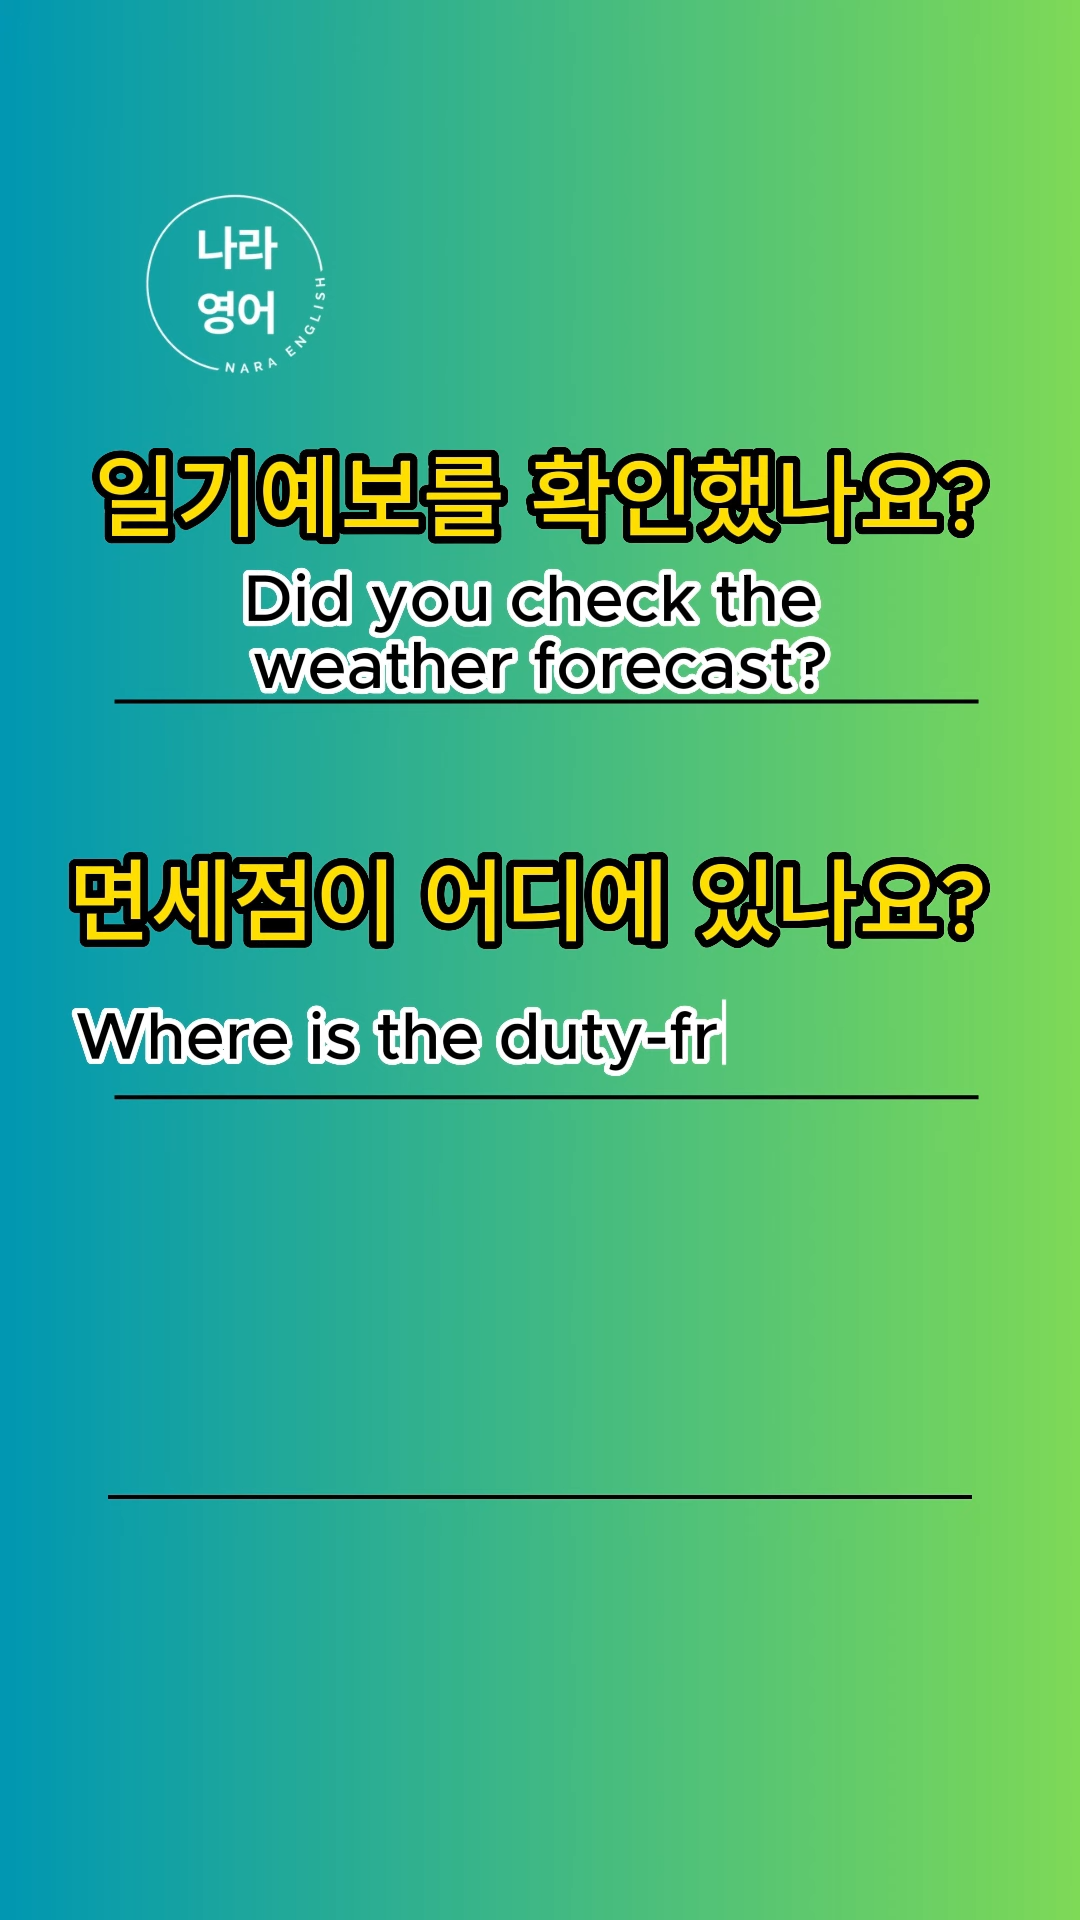 나라
영어
NARA ENGLISH
일기예보를 확인했나요?
Did you check the
weather forecast?
면세점이 어디에 있나요?
Where is the duty-fr